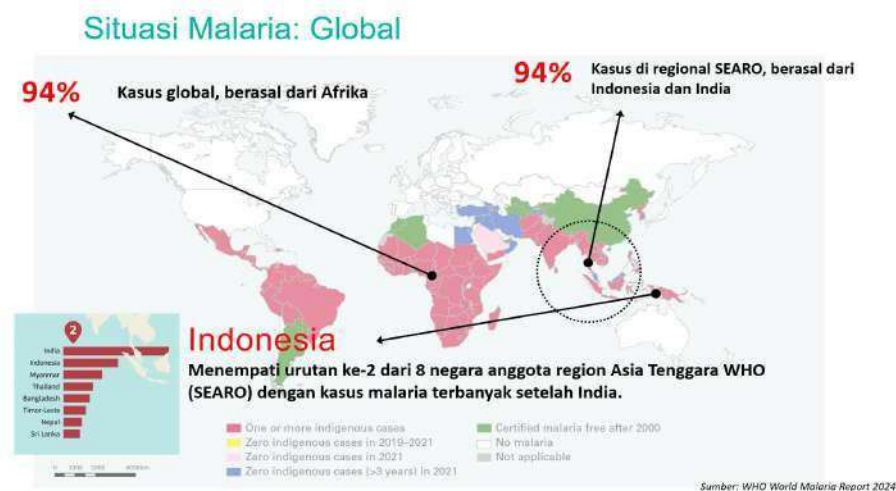 Situasi Malaria: Global
94%
Kasus global, berasal dari Afrika
94%
Kasus di regional SEARO, berasal dari
Indonesia dan India
2
India
Indonesia
Myanmar
Thailand
Bangladesh
Timor-Leste
Nepal
Sri Lanka
Indonesia
Menempati urutan ke-2 dari 8 negara anggota region Asia Tenggara WHO
(SEARO) dengan kasus malaria terbanyak setelah India.
One or more indigenous cases
Zero indigenous cases in 2019–2021
Zero indigenous cases in 2021
Zero indigenous cases (>3 years) in 2021
Certified malaria free after 2000
No malaria
Not applicable
Sumber: WHO World Malaria Report 2024